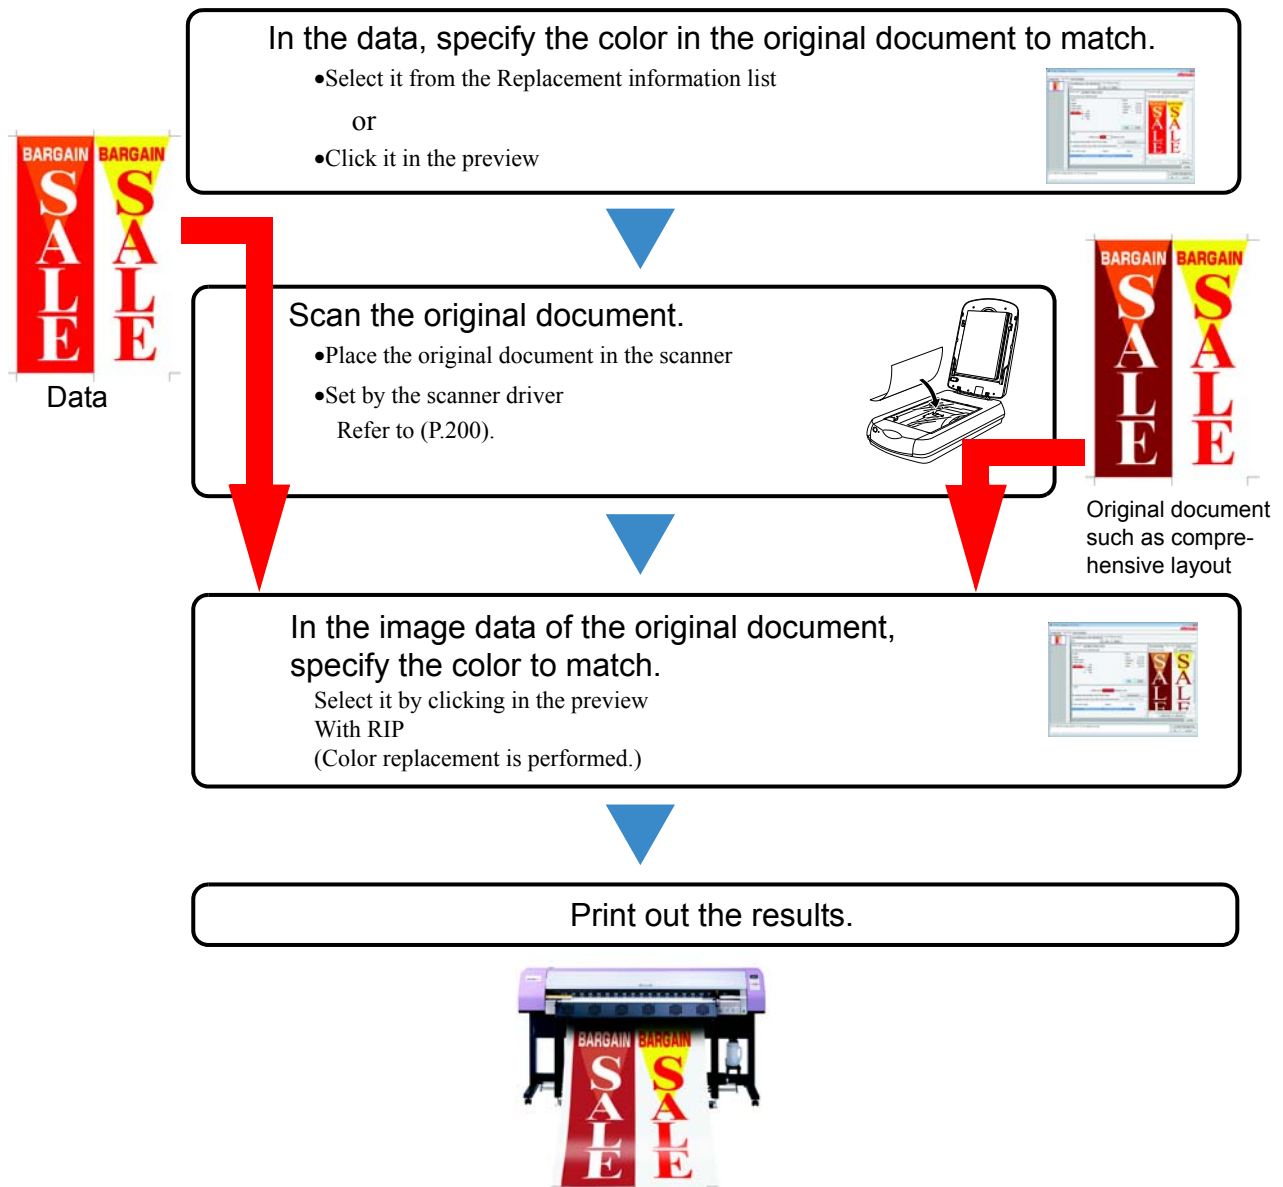 In the data, specify the color in the original document to match.
•Select it from the Replacement information list
or
•Click it in the preview
BARGAIN BARGAIN
SALE SALE
Data
Scan the original document.
•Place the original document in the scanner
•Set by the scanner driver
Refer to (P.200).
BARGAIN BARGAIN
SALE SALE
Original document
such as compre-
hensive layout
In the image data of the original document,
specify the color to match.
Select it by clicking in the preview
With RIP
(Color replacement is performed.)
SALE SALE
Print out the results.
BARGAIN BARGAIN
SALE SALE